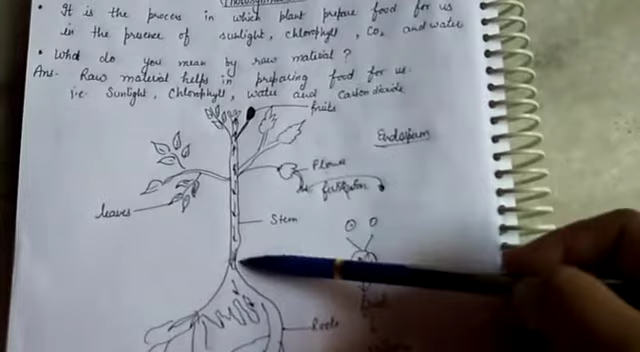 • It is the process in which plant prepare food for us
in the presence of sunlight, chlorophyll, CO2 and water
• What do you mean by raw material?
Ans- Raw material helps in preparing food for us.
i.e. Sunlight, Chlorophyll, water and Carbondioxide
fruits
Endosperm
Flower
leaves
Stem
Roots